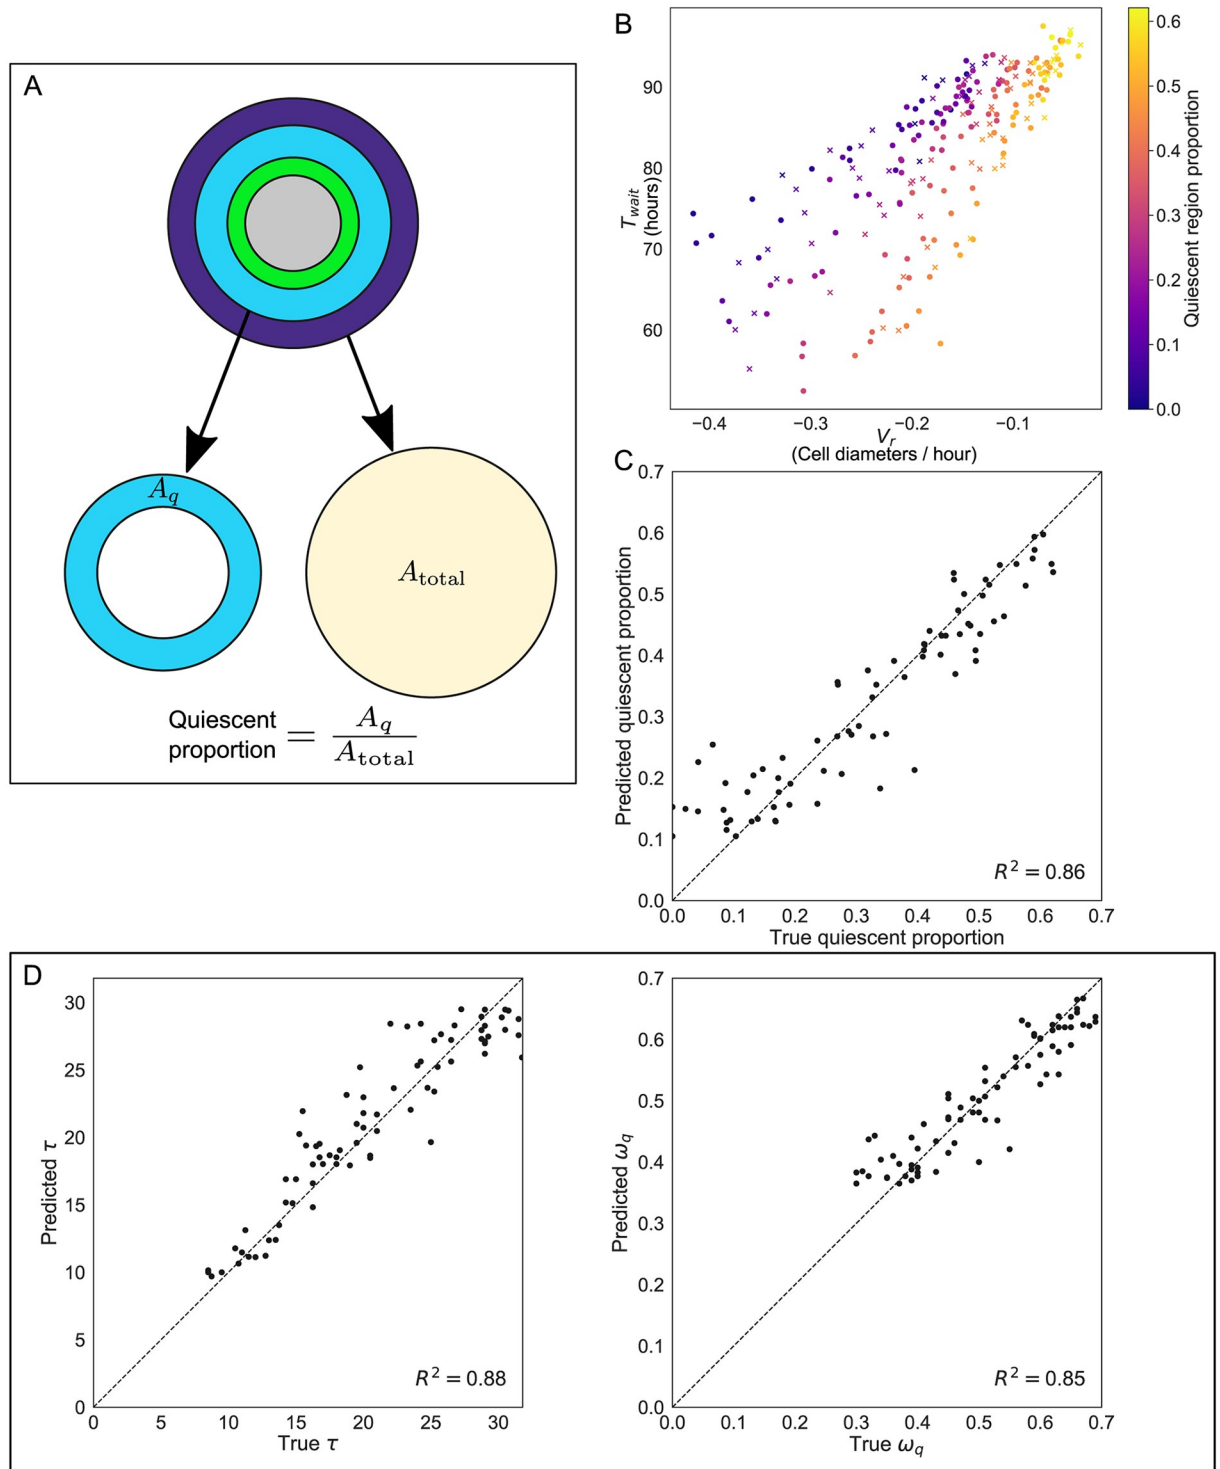 A
A_q
A_total
Quiescent
proportion = A_q / A_total
B
90
80
70
60
T_wait
(hours)
−0.4 −0.3 −0.2 −0.1
V_r
(Cell diameters / hour)
0.6
0.5
0.4
0.3
0.2
0.1
0.0
Quiescent region proportion
C
0.7
0.6
0.5
0.4
0.3
0.2
0.1
0.0
Predicted quiescent proportion
R² = 0.86
0.0 0.1 0.2 0.3 0.4 0.5 0.6 0.7
True quiescent proportion
D
30
25
20
15
10
5
0
Predicted τ
R² = 0.88
0 5 10 15 20 25 30
True τ
0.7
0.6
0.5
0.4
0.3
0.2
0.1
0.0
Predicted ω_q
R² = 0.85
0.0 0.1 0.2 0.3 0.4 0.5 0.6 0.7
True ω_q